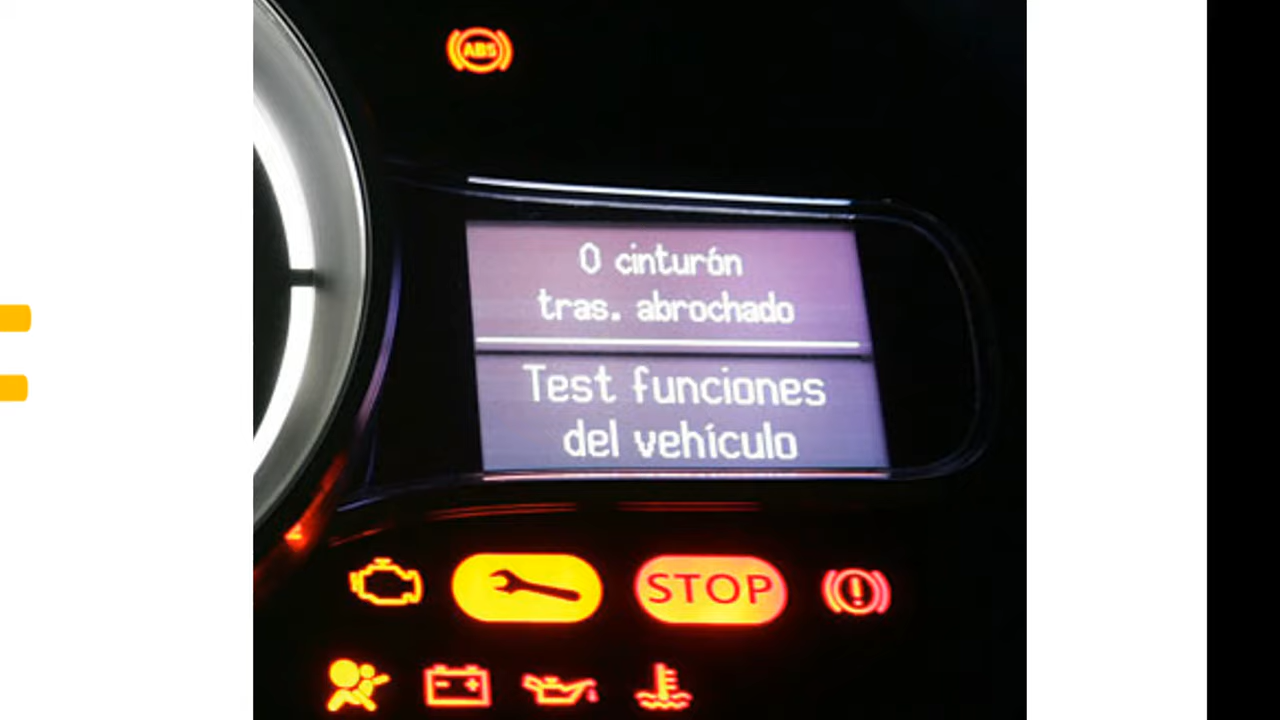 ABS
0 cinturón
tras. abrochado
Test funciones
del vehículo
STOP